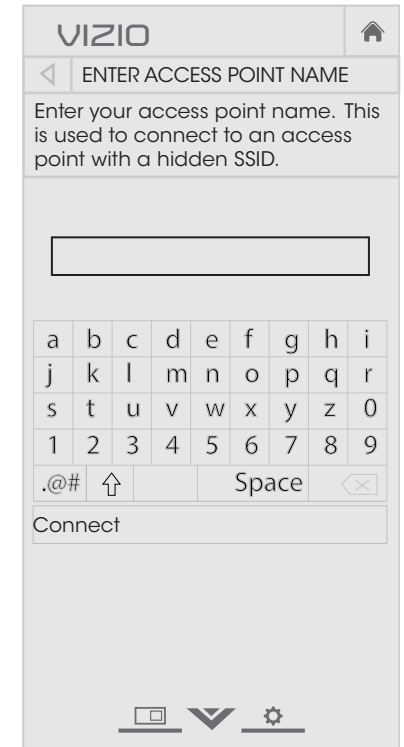 VIZIO
ENTER ACCESS POINT NAME
Enter your access point name. This
is used to connect to an access
point with a hidden SSID.
a b c d e f g h i
j k l m n o p q r
s t u v w x y z 0
1 2 3 4 5 6 7 8 9
.@# Space
Connect